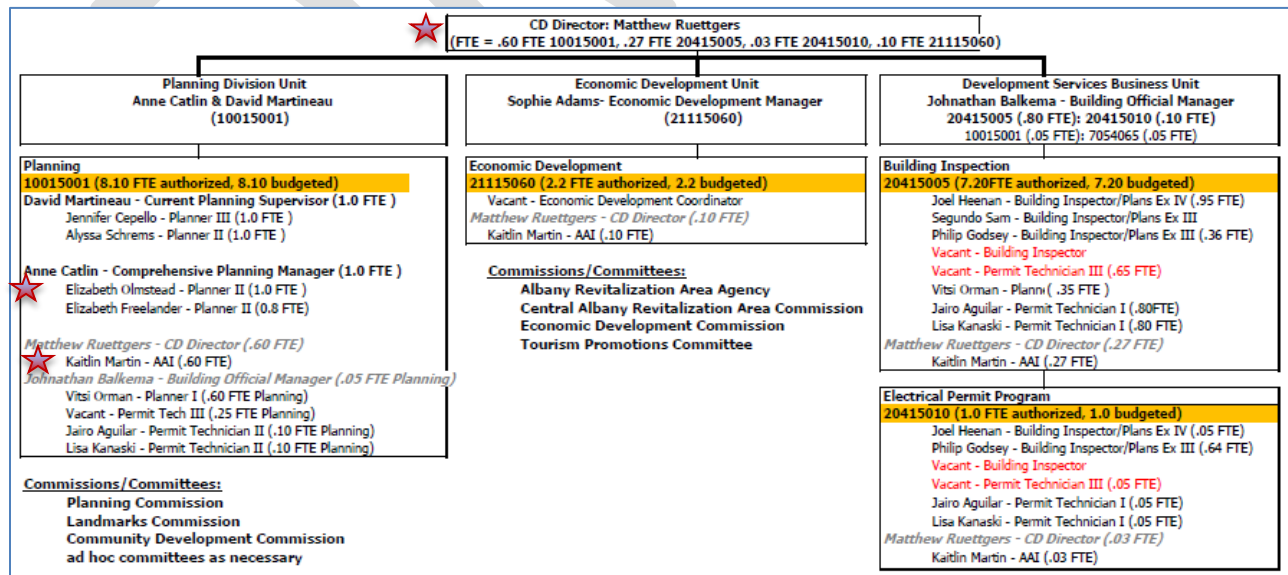 CD Director: Matthew Ruettgers
(FTE = .60 FTE 10015001, .27 FTE 20415005, .03 FTE 20415010, .10 FTE 21115060)
Planning Division Unit
Anne Catlin & David Martineau
(10015001)
Economic Development Unit
Sophie Adams- Economic Development Manager
(21115060)
Development Services Business Unit
Johnathan Balkema - Building Official Manager
20415005 (.80 FTE): 20415010 (.10 FTE)
10015001 (.05 FTE): 7054065 (.05 FTE)
Planning
10015001 (8.10 FTE authorized, 8.10 budgeted)
David Martineau - Current Planning Supervisor (1.0 FTE )
Jennifer Cepello - Planner III (1.0 FTE )
Alyssa Schrems - Planner II (1.0 FTE )
Anne Catlin - Comprehensive Planning Manager (1.0 FTE )
Elizabeth Olmstead - Planner II (1.0 FTE )
Elizabeth Freelander - Planner II (0.8 FTE )
Matthew Ruettgers - CD Director (.60 FTE)
Kaitlin Martin - AAI (.60 FTE)
Johnathan Balkema - Building Official Manager (.05 FTE Planning)
Vitsi Orman - Planner I (.60 FTE Planning)
Vacant - Permit Tech III (.25 FTE Planning)
Jairo Aguilar - Permit Technician II (.10 FTE Planning)
Lisa Kanaski - Permit Technician II (.10 FTE Planning)
Commissions/Committees:
Planning Commission
Landmarks Commission
Community Development Commission
ad hoc committees as necessary
Economic Development
21115060 (2.2 FTE authorized, 2.2 budgeted)
Vacant - Economic Development Coordinator
Matthew Ruettgers - CD Director (.10 FTE)
Kaitlin Martin - AAI (.10 FTE)
Commissions/Committees:
Albany Revitalization Area Agency
Central Albany Revitalization Area Commission
Economic Development Commission
Tourism Promotions Committee
Building Inspection
20415005 (7.20FTE authorized, 7.20 budgeted)
Joel Heenan - Building Inspector/Plans Ex IV (.95 FTE)
Segundo Sam - Building Inspector/Plans Ex III
Philip Godsey - Building Inspector/Plans Ex III (.36 FTE)
Vacant - Building Inspector
Vacant - Permit Technician III (.65 FTE)
Vitsi Orman - Plann( .35 FTE )
Jairo Aguilar - Permit Technician I (.80FTE)
Lisa Kanaski - Permit Technician I (.80 FTE)
Matthew Ruettgers - CD Director (.27 FTE)
Kaitlin Martin - AAI (.27 FTE)
Electrical Permit Program
20415010 (1.0 FTE authorized, 1.0 budgeted)
Joel Heenan - Building Inspector/Plans Ex IV (.05 FTE)
Philip Godsey - Building Inspector/Plans Ex III (.64 FTE)
Vacant - Building Inspector
Vacant - Permit Technician III (.05 FTE)
Jairo Aguilar - Permit Technician I (.05 FTE)
Lisa Kanaski - Permit Technician I (.05 FTE)
Matthew Ruettgers - CD Director (.03 FTE)
Kaitlin Martin - AAI (.03 FTE)